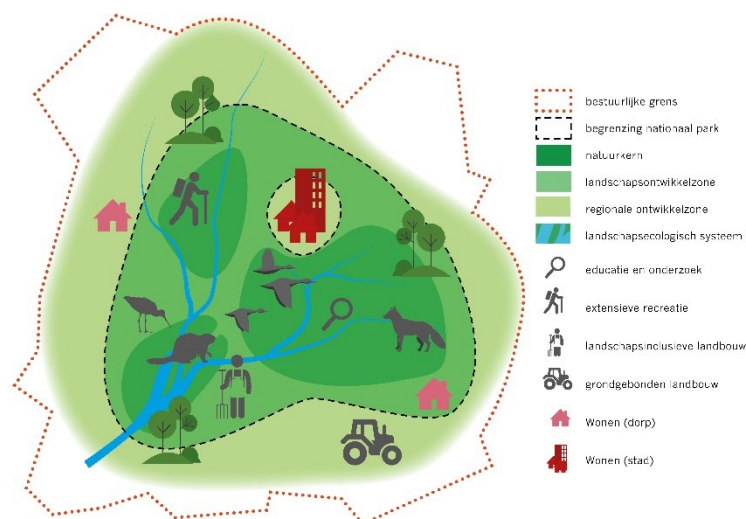 bestuurlijke grens
begrenzing nationaal park
natuurkern
landschapsontwikkelzone
regionale ontwikkelzone
landschapsecologisch systeem
educatie en onderzoek
extensieve recreatie
landschapsinclusieve landbouw
grondgebonden landbouw
Wonen (dorp)
Wonen (stad)